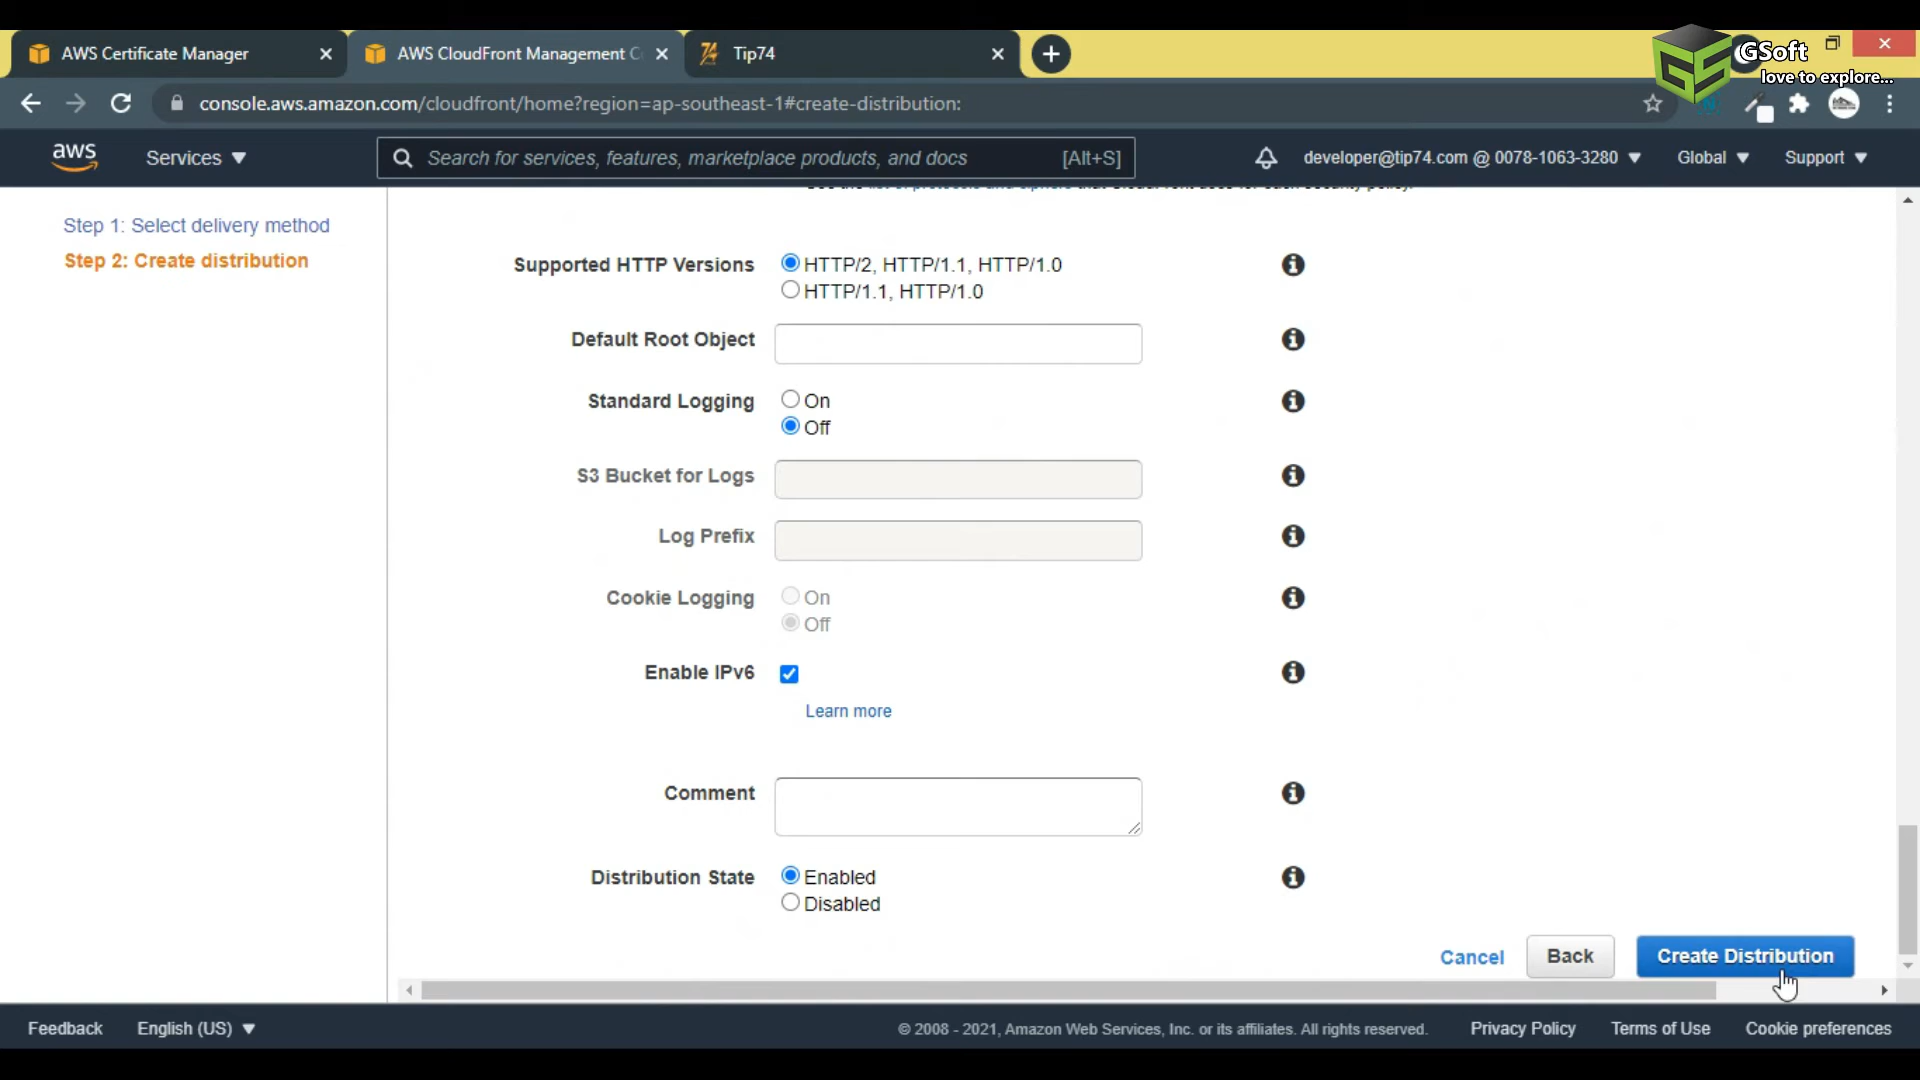 AWS Certificate Manager
AWS CloudFront Management C
Tip74
GSoft
love to explore...
console.aws.amazon.com/cloudfront/home?region=ap-southeast-1#create-distribution:
aws
Services
Search for services, features, marketplace products, and docs [Alt+S]
developer@tip74.com @ 0078-1063-3280
Global
Support
Step 1: Select delivery method
Step 2: Create distribution
Supported HTTP Versions
HTTP/2, HTTP/1.1, HTTP/1.0
HTTP/1.1, HTTP/1.0
Default Root Object
Standard Logging
On
Off
S3 Bucket for Logs
Log Prefix
Cookie Logging
On
Off
Enable IPv6
Learn more
Comment
Distribution State
Enabled
Disabled
Cancel
Back
Create Distribution
Feedback
English (US)
© 2008 - 2021, Amazon Web Services, Inc. or its affiliates. All rights reserved.
Privacy Policy
Terms of Use
Cookie preferences